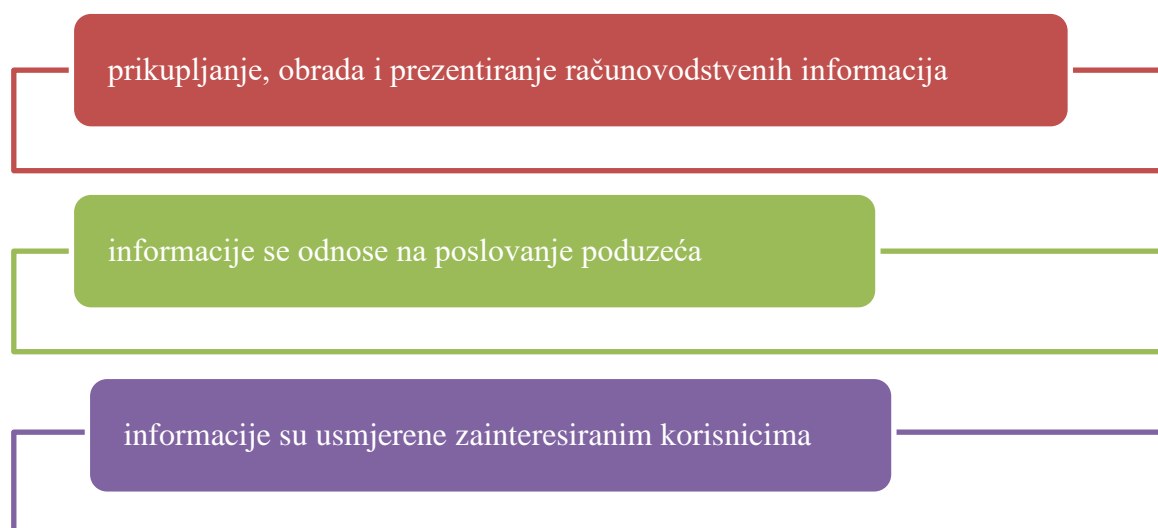 prikupljanje, obrada i prezentiranje računovodstvenih informacija
informacije se odnose na poslovanje poduzeća
informacije su usmjerene zainteresiranim korisnicima